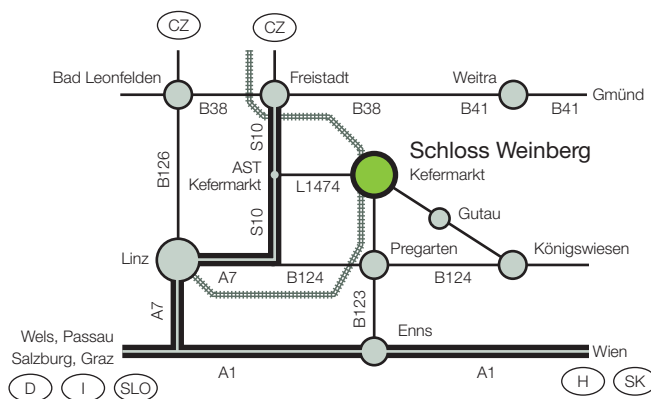 CZ
CZ
Bad Leonfelden
Freistadt
Weitra
Gmünd
B38
B38
B41
B41
S10
B126
AST
Kefermarkt
L1474
Schloss Weinberg
Kefermarkt
S10
Gutau
Linz
Pregarten
Königswiesen
A7
B124
B124
A7
B123
Enns
Wels, Passau
Salzburg, Graz
Wien
A1
A1
D
I
SLO
H
SK